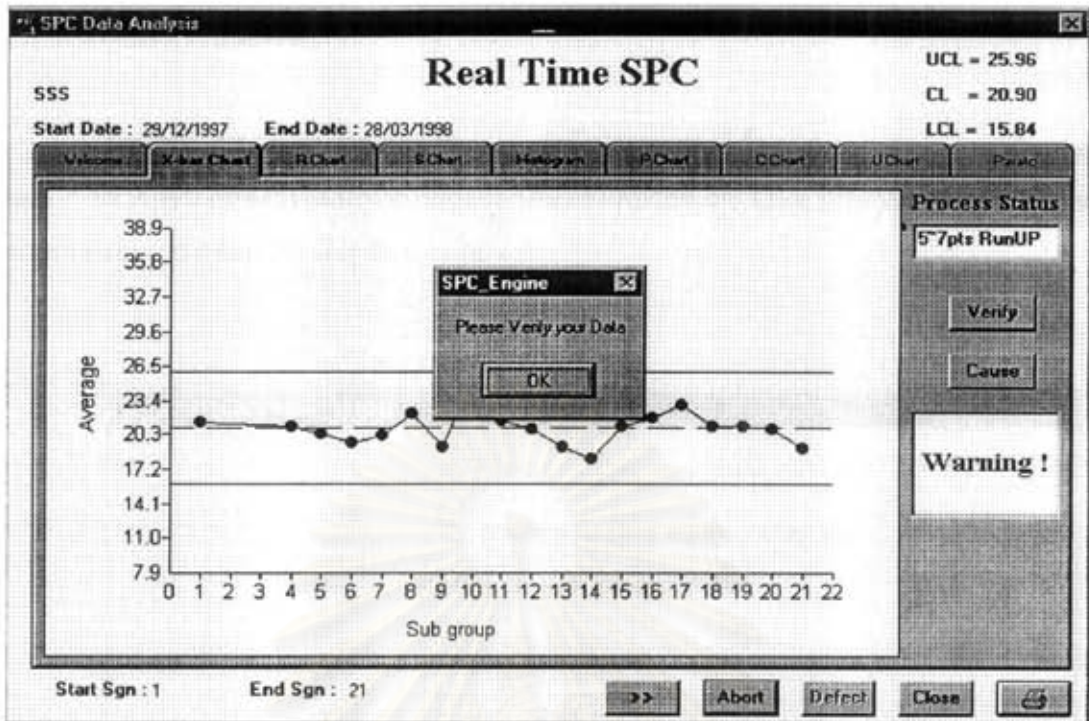 SPC Data Analysis
Real Time SPC
UCL = 25.96
CL = 20.90
LCL = 15.84
SSS
Start Date : 29/12/1997 End Date : 28/03/1998
Welcome X-bar Chart R.Chart S.Chart Histogram P.Chart C.Chart U.Chart Pareto
Process Status
5~7pts RunUP
Verify
Cause
Warning !
SPC_Engine
Please Verify your Data
OK
Average
38.9
35.8
32.7
29.6
26.5
23.4
20.3
17.2
14.1
11.0
7.9
0 1 2 3 4 5 6 7 8 9 10 11 12 13 14 15 16 17 18 19 20 21 22
Sub group
Start Sgn : 1 End Sgn : 21
>> Abort Defect Close